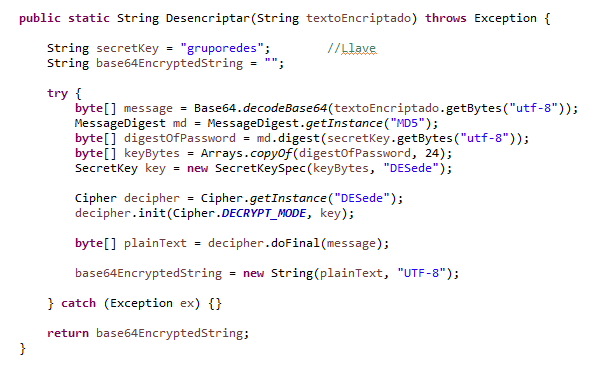 public static String Desencriptar(String textoEncriptado) throws Exception {
String secretKey = "gruporedes"; //Llave
String base64EncryptedString = "";
try {
byte[] message = Base64.decodeBase64(textoEncriptado.getBytes("utf-8"));
MessageDigest md = MessageDigest.getInstance("MD5");
byte[] digestOfPassword = md.digest(secretKey.getBytes("utf-8"));
byte[] keyBytes = Arrays.copyOf(digestOfPassword, 24);
SecretKey key = new SecretKeySpec(keyBytes, "DESede");
Cipher decipher = Cipher.getInstance("DESede");
decipher.init(Cipher.DECRYPT_MODE, key);
byte[] plainText = decipher.doFinal(message);
base64EncryptedString = new String(plainText, "UTF-8");
} catch (Exception ex) {}
return base64EncryptedString;
}